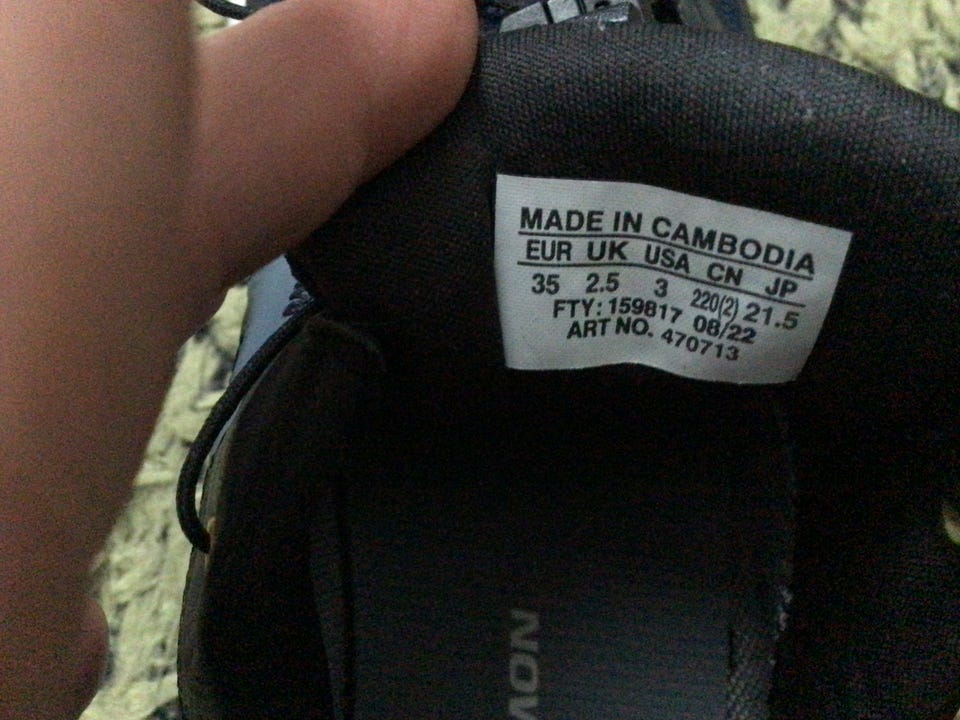 MADE IN CAMBODIA
EUR UK USA CN JP
35 2.5 3 220(2) 21.5
FTY: 159817 08/22
ART NO. 470713